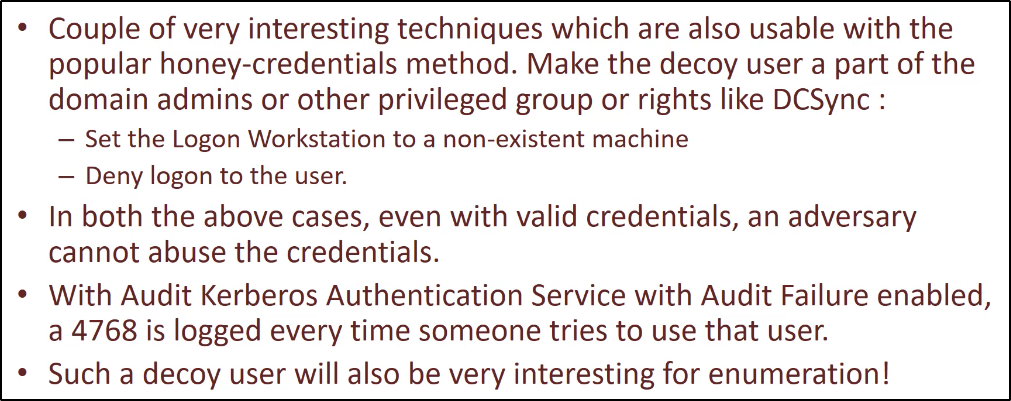 • Couple of very interesting techniques which are also usable with the
popular honey-credentials method. Make the decoy user a part of the
domain admins or other privileged group or rights like DCSync :
– Set the Logon Workstation to a non-existent machine
– Deny logon to the user.
• In both the above cases, even with valid credentials, an adversary
cannot abuse the credentials.
• With Audit Kerberos Authentication Service with Audit Failure enabled,
a 4768 is logged every time someone tries to use that user.
• Such a decoy user will also be very interesting for enumeration!